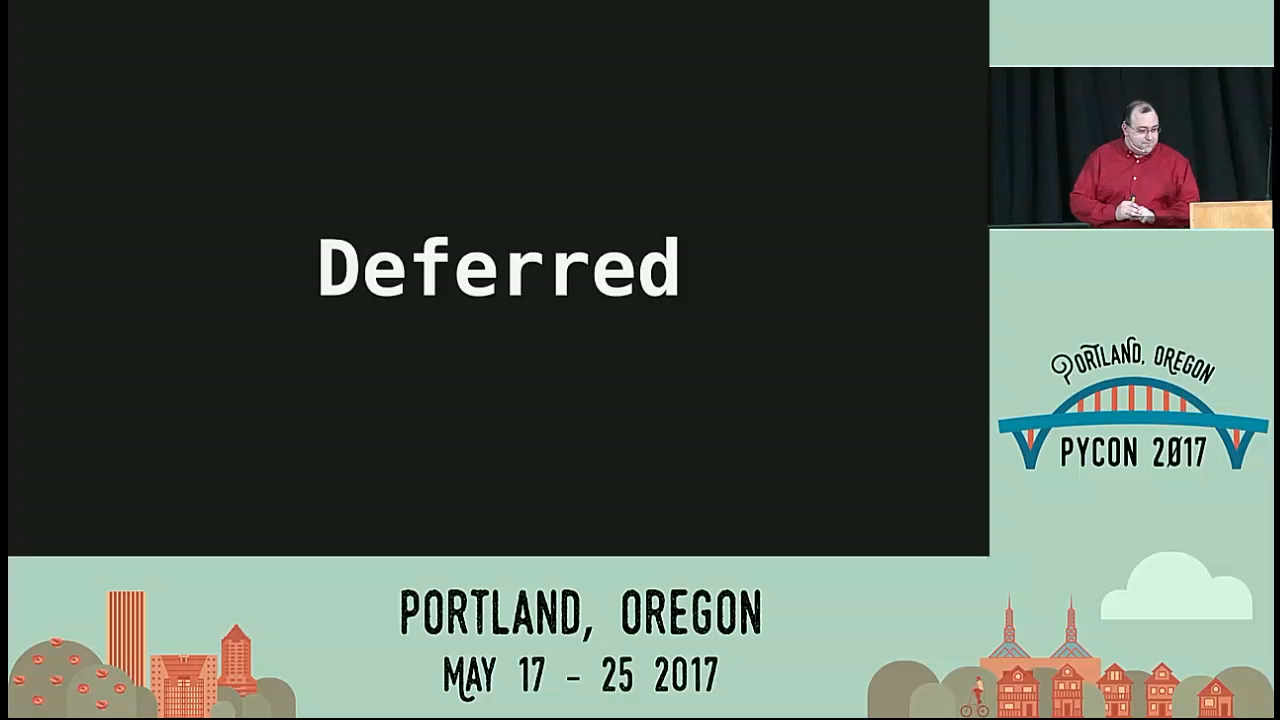 Deferred
PORTLAND, OREGON
PYCON 2017
PORTLAND, OREGON
MAY 17 - 25 2017